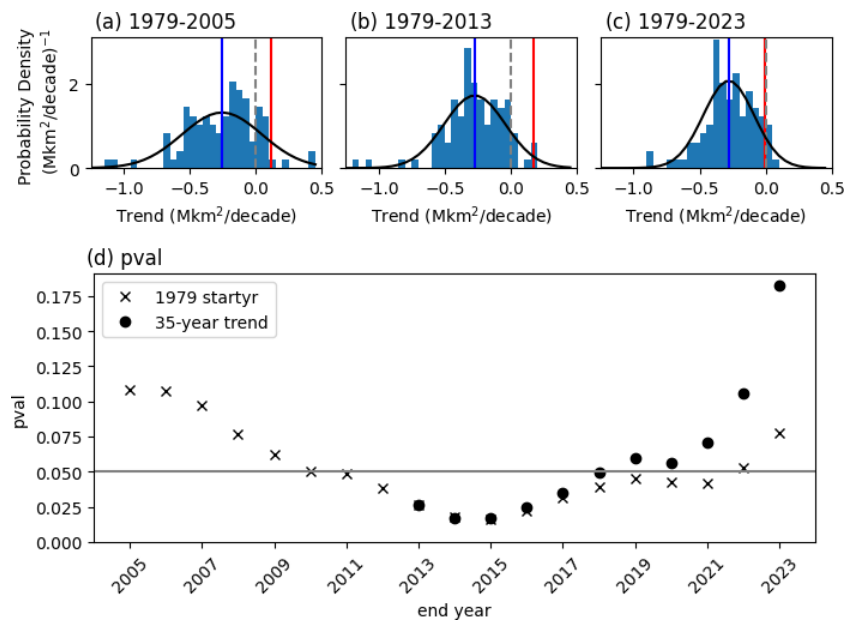 (a) 1979-2005
(b) 1979-2013
(c) 1979-2023
Probability Density
(Mkm²/decade)⁻¹
2
0
−1.0 −0.5 0.0 0.5
−1.0 −0.5 0.0 0.5
−1.0 −0.5 0.0 0.5
Trend (Mkm²/decade)
Trend (Mkm²/decade)
Trend (Mkm²/decade)
(d) pval
1979 startyr
35-year trend
pval
0.175
0.150
0.125
0.100
0.075
0.050
0.025
0.000
2005 2007 2009 2011 2013 2015 2017 2019 2021 2023
end year